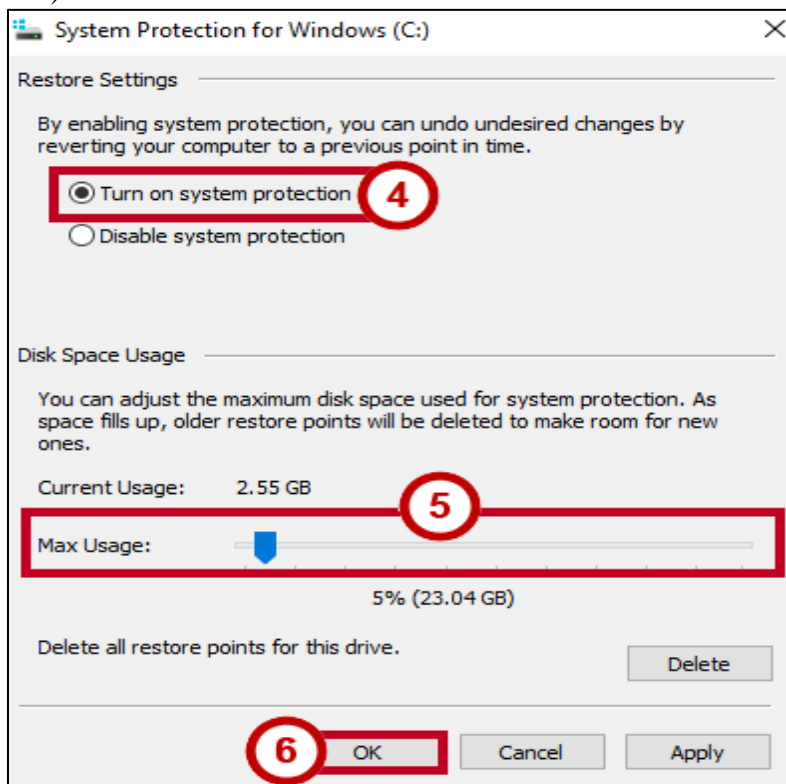 )
System Protection for Windows (C:)
Restore Settings
By enabling system protection, you can undo undesired changes by
reverting your computer to a previous point in time.
Turn on system protection 4
Disable system protection
Disk Space Usage
You can adjust the maximum disk space used for system protection. As
space fills up, older restore points will be deleted to make room for new
ones.
Current Usage: 2.55 GB
5
Max Usage:
5% (23.04 GB)
Delete all restore points for this drive.
Delete
6 OK Cancel Apply